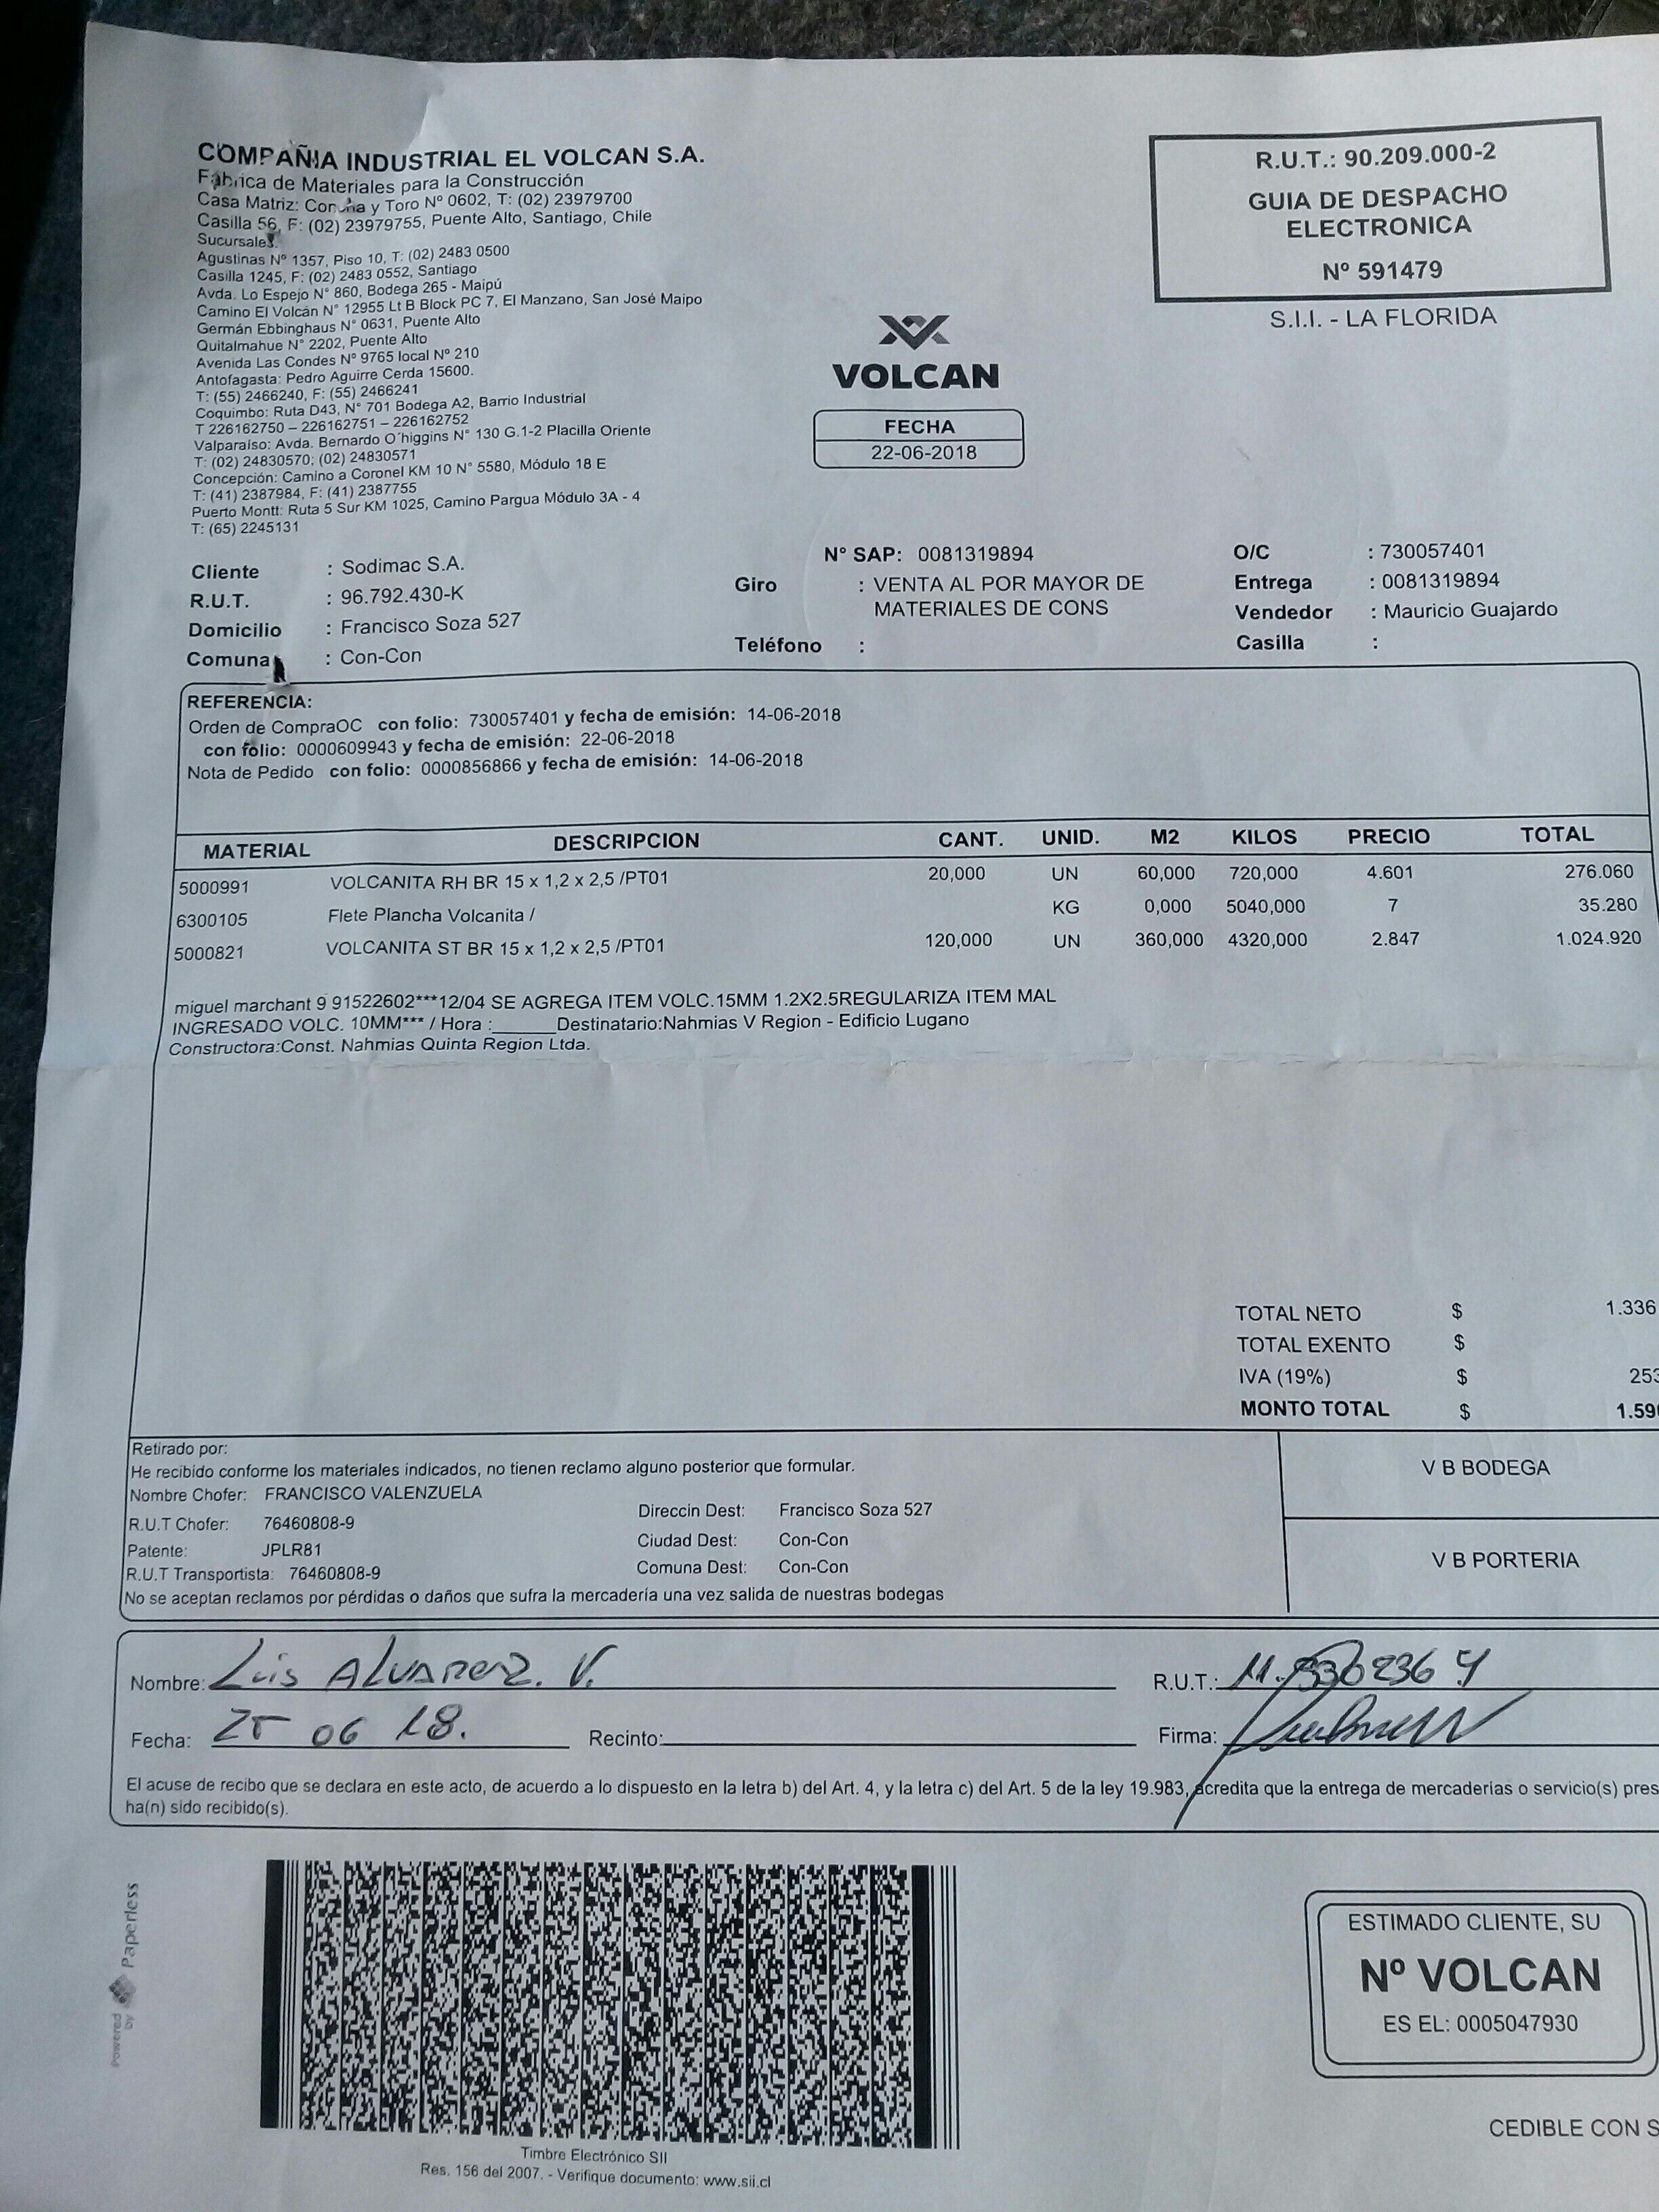 COMPAÑIA INDUSTRIAL EL VOLCAN S.A.
Fabrica de Materiales para la Construcción
Casa Matriz: Concha y Toro Nº 0602, T: (02) 23979700
Casilla 56, F: (02) 23979755, Puente Alto, Santiago, Chile
Sucursales:
Agustinas Nº 1357, Piso 10, T: (02) 2483 0500
Casilla 1245, F: (02) 2483 0552, Santiago
Avda. Lo Espejo N° 860, Bodega 265 - Maipú
Camino El Volcán N° 12955 Lt B Block PC 7, El Manzano, San José Maipo
Germán Ebbinghaus N° 0631, Puente Alto
Quitalmahue N° 2202, Puente Alto
Avenida Las Condes Nº 9765 local Nº 210
Antofagasta: Pedro Aguirre Cerda 15600.
T: (55) 2466240, F: (55) 2466241
Coquimbo: Ruta D43, N° 701 Bodega A2, Barrio Industrial
T 226162750 – 226162751 – 226162752
Valparaíso: Avda. Bernardo O´higgins N° 130 G.1-2 Placilla Oriente
T: (02) 24830570; (02) 24830571
Concepción: Camino a Coronel KM 10 N° 5580, Módulo 18 E
T: (41) 2387984, F: (41) 2387755
Puerto Montt: Ruta 5 Sur KM 1025, Camino Pargua Módulo 3A - 4
T: (65) 2245131
R.U.T.: 90.209.000-2
GUIA DE DESPACHO
ELECTRONICA
Nº 591479
S.I.I. - LA FLORIDA
VOLCAN
FECHA
22-06-2018
Cliente : Sodimac S.A.
R.U.T. : 96.792.430-K
Domicilio : Francisco Soza 527
Comuna : Con-Con
N° SAP: 0081319894
Giro : VENTA AL POR MAYOR DE
MATERIALES DE CONS
Teléfono :
O/C : 730057401
Entrega : 0081319894
Vendedor : Mauricio Guajardo
Casilla :
REFERENCIA:
Orden de CompraOC con folio: 730057401 y fecha de emisión: 14-06-2018
con folio: 0000609943 y fecha de emisión: 22-06-2018
Nota de Pedido con folio: 0000856866 y fecha de emisión: 14-06-2018
MATERIAL DESCRIPCION CANT. UNID. M2 KILOS PRECIO TOTAL
5000991 VOLCANITA RH BR 15 x 1,2 x 2,5 /PT01 20,000 UN 60,000 720,000 4.601 276.060
6300105 Flete Plancha Volcanita / KG 0,000 5040,000 7 35.280
5000821 VOLCANITA ST BR 15 x 1,2 x 2,5 /PT01 120,000 UN 360,000 4320,000 2.847 1.024.920
miguel marchant 9 91522602***12/04 SE AGREGA ITEM VOLC.15MM 1.2X2.5REGULARIZA ITEM MAL
INGRESADO VOLC. 10MM*** / Hora :______Destinatario:Nahmias V Region - Edificio Lugano
Constructora:Const. Nahmias Quinta Region Ltda.
TOTAL NETO $ 1.336
TOTAL EXENTO $
IVA (19%) $ 253
MONTO TOTAL $ 1.59
Retirado por:
He recibido conforme los materiales indicados, no tienen reclamo alguno posterior que formular.
Nombre Chofer: FRANCISCO VALENZUELA
R.U.T Chofer: 76460808-9
Patente: JPLR81
R.U.T Transportista: 76460808-9
Direccin Dest: Francisco Soza 527
Ciudad Dest: Con-Con
Comuna Dest: Con-Con
No se aceptan reclamos por pérdidas o daños que sufra la mercadería una vez salida de nuestras bodegas
V B BODEGA
V B PORTERIA
Nombre: Luis ALVAREZ. V. R.U.T.:
Fecha: 25 06 18. Recinto: Firma:
El acuse de recibo que se declara en este acto, de acuerdo a lo dispuesto en la letra b) del Art. 4, y la letra c) del Art. 5 de la ley 19.983, acredita que la entrega de mercaderias o servicio(s) pres
ha(n) sido recibido(s).
Powered by Paperless
Timbre Electrónico SII
Res. 156 del 2007. - Verifique documento: www.sii.cl
ESTIMADO CLIENTE, SU
Nº VOLCAN
ES EL: 0005047930
CEDIBLE CON S